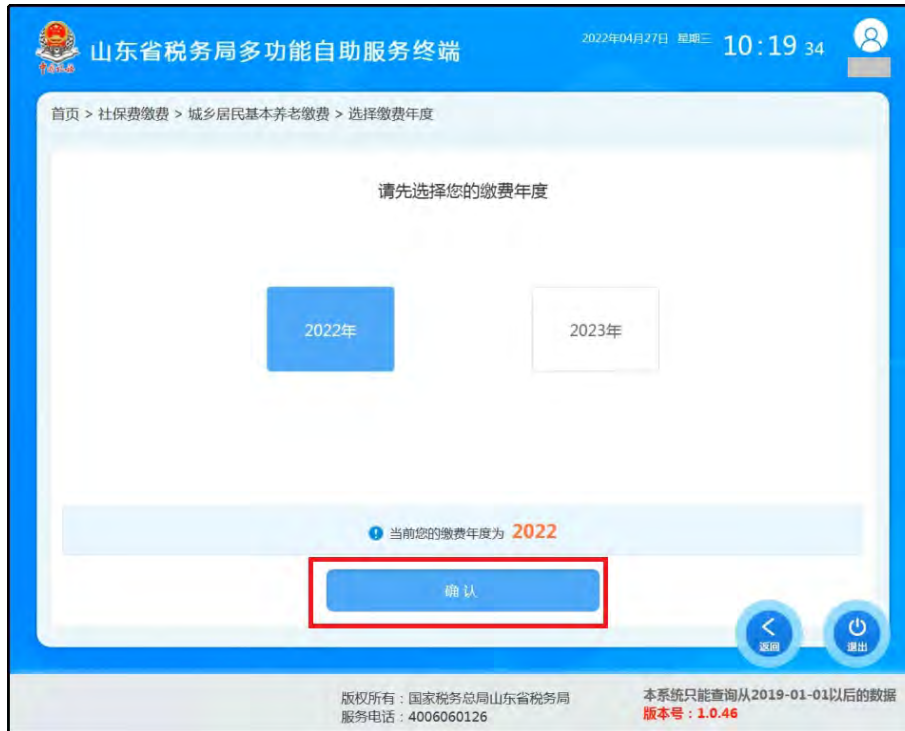 山东省税务局多功能自助服务终端
2022年04月27日 星期三 10:19 34
首页 > 社保费缴费 > 城乡居民基本养老缴费 > 选择缴费年度
请先选择您的缴费年度
2022年
2023年
当前您的缴费年度为 2022
确 认
返回
退出
版权所有：国家税务总局山东省税务局
服务电话：4006060126
本系统只能查询从2019-01-01以后的数据
版本号：1.0.46